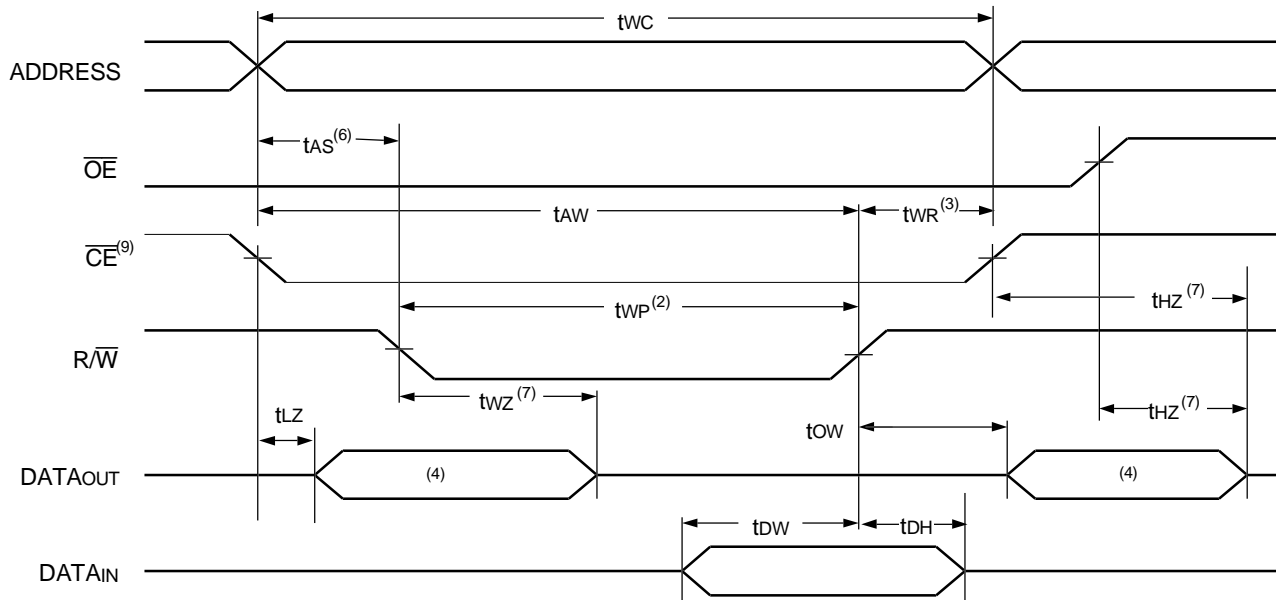 tWC
ADDRESS
tAS(6)
OE
tAW
tWR(3)
CE(9)
tWP(2)
tHZ(7)
R/W
tWZ(7)
tLZ
tHZ(7)
tOW
DATAOUT
(4)
(4)
tDW
tDH
DATAIN